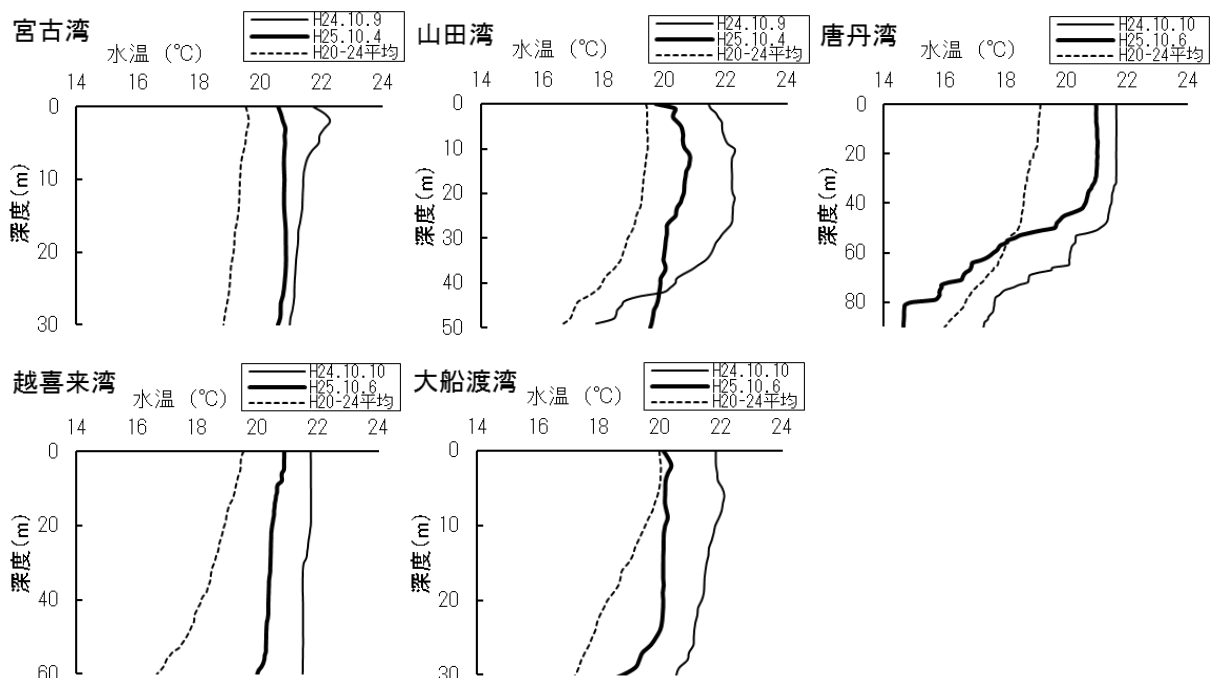 宮古湾
H24.10.9
H25.10.4
H20-24平均
水温 (℃)
14 16 18 20 22 24
0
10
20
30
深度(m)
山田湾
H24.10.9
H25.10.4
H20-24平均
水温 (℃)
14 16 18 20 22 24
0
10
20
30
40
50
深度(m)
唐丹湾
H24.10.10
H25.10.6
H20-24平均
水温 (℃)
14 16 18 20 22 24
0
20
40
60
80
深度(m)
越喜来湾
H24.10.10
H25.10.6
H20-24平均
水温 (℃)
14 16 18 20 22 24
0
20
40
60
深度(m)
大船渡湾
H24.10.10
H25.10.6
H20-24平均
水温 (℃)
14 16 18 20 22 24
0
10
20
30
深度(m)